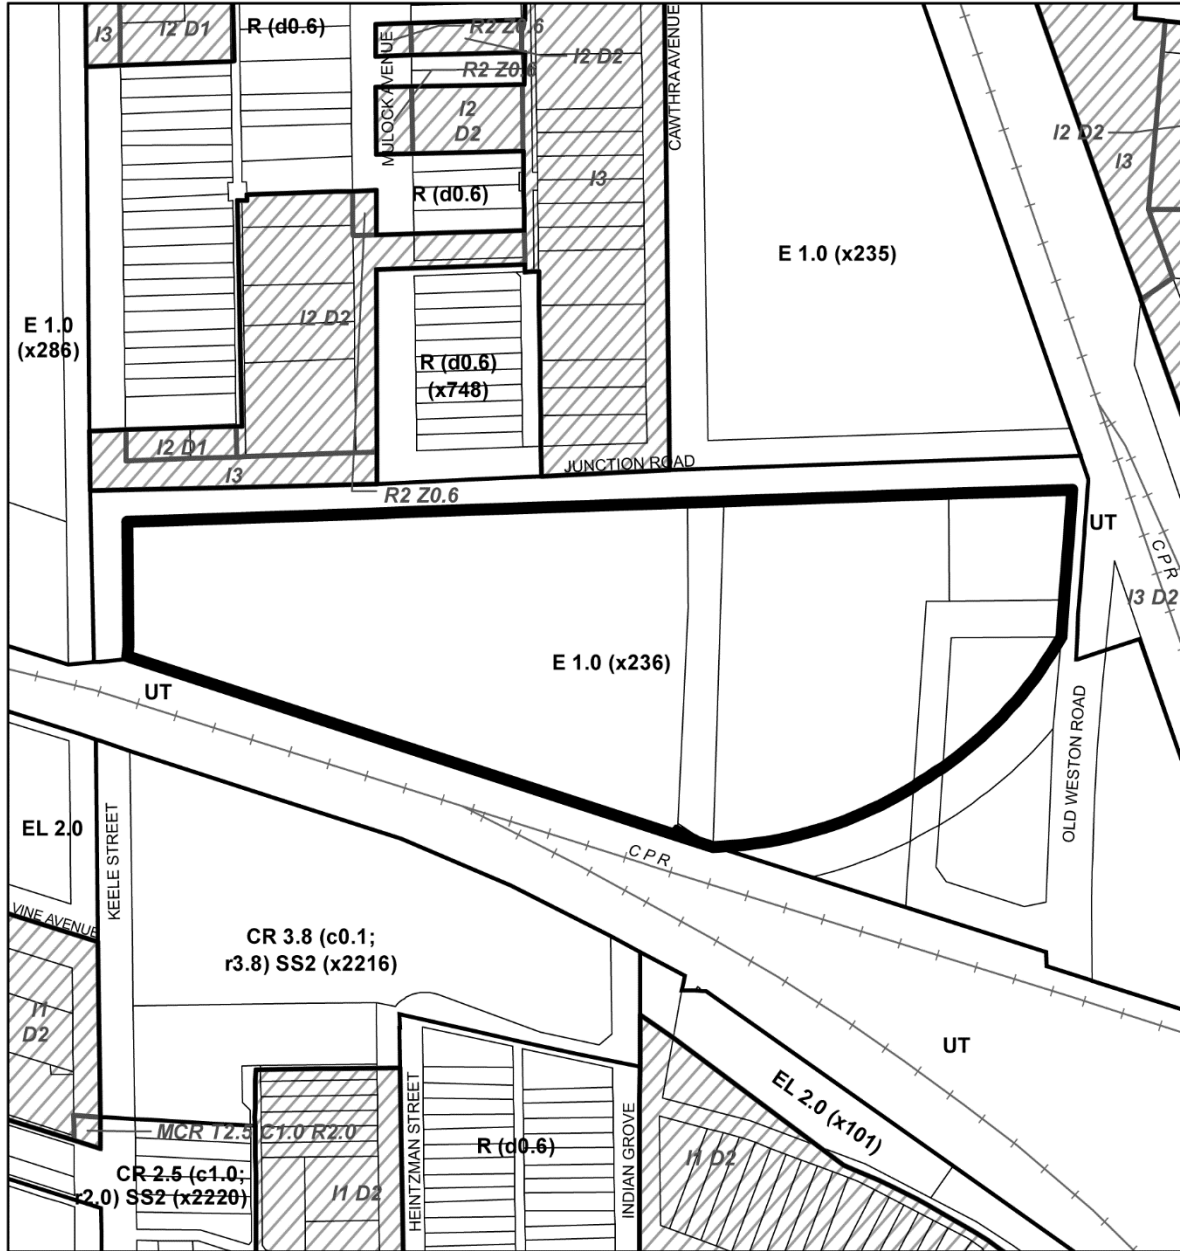 I3
I2 D1
R (d0.6)
R2 Z0.6
I2 D2
R2 Z0.6
MULOCK AVENUE
CAWTHRA AVENUE
I2
D2
I2 D2
I3
I3
R (d0.6)
E 1.0 (x235)
E 1.0
(x286)
I2 D2
R (d0.6)
(x748)
I2 D1
I3
JUNCTION ROAD
R2 Z0.6
UT
CPR
I3 D2
E 1.0 (x236)
UT
OLD WESTON ROAD
EL 2.0
KEELE STREET
CPR
VINE AVENUE
CR 3.8 (c0.1;
r3.8) SS2 (x2216)
I1
D2
UT
EL 2.0 (x101)
MCR T2.5 C1.0 R2.0
HEINTZMAN STREET
R (d0.6)
INDIAN GROVE
I1 D2
CR 2.5 (c1.0;
r2.0) SS2 (x2220)
I1 D2